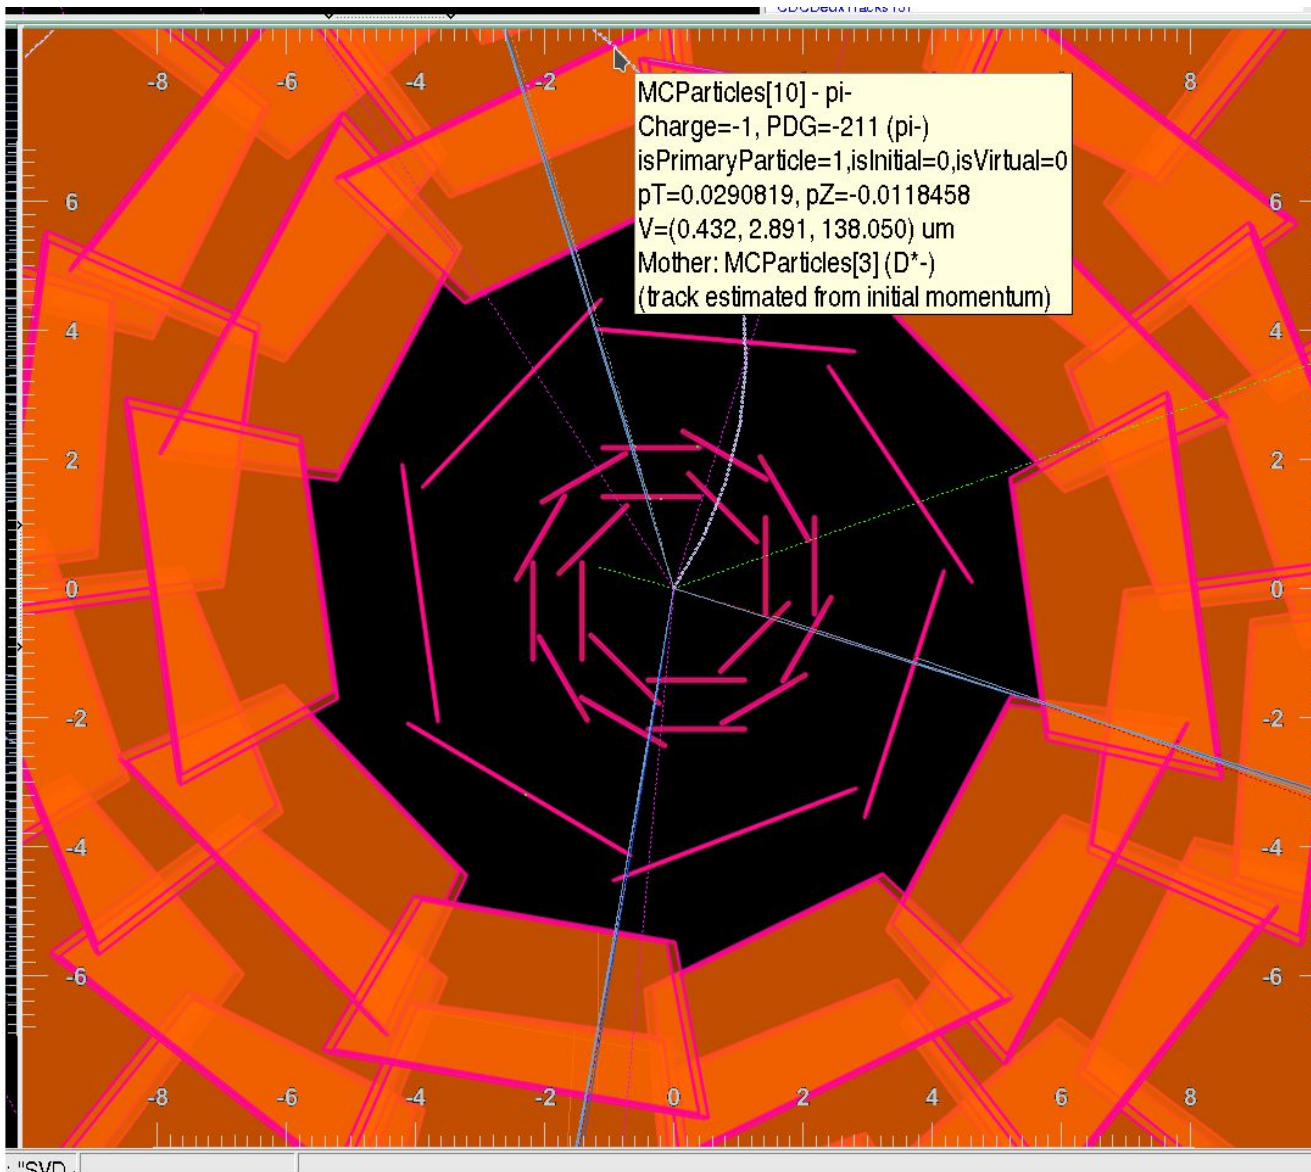 -8 -6 -4 -2 8
MCParticles[10] - pi-
Charge=-1, PDG=-211 (pi-)
isPrimaryParticle=1,isInitial=0,isVirtual=0
pT=0.0290819, pZ=-0.0118458
V=(0.432, 2.891, 138.050) um
Mother: MCParticles[3] (D*-)
(track estimated from initial momentum)
6 6
4 4
2 2
0 0
-2 -2
-4 -4
-6 -6
-8 -6 -4 -2 0 2 4 6 8
: "SVD